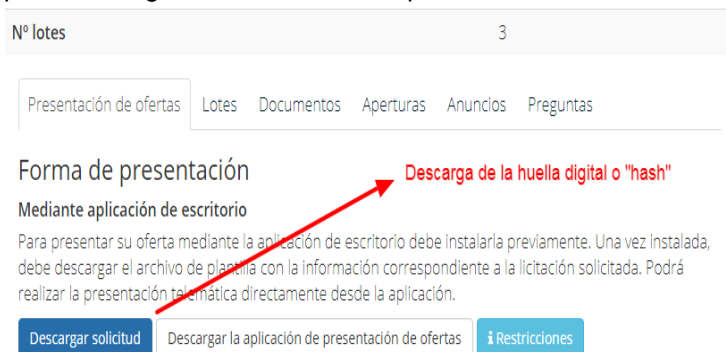 Nº lotes 3
Presentación de ofertas Lotes Documentos Aperturas Anuncios Preguntas
Forma de presentación
Descarga de la huella digital o "hash"
Mediante aplicación de escritorio
Para presentar su oferta mediante la aplicación de escritorio debe instalarla previamente. Una vez instalada,
debe descargar el archivo de plantilla con la información correspondiente a la licitación solicitada. Podrá
realizar la presentación telemática directamente desde la aplicación.
Descargar solicitud Descargar la aplicación de presentación de ofertas i Restricciones